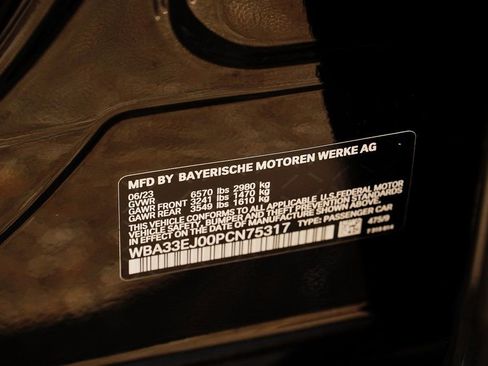 MFD BY BAYERISCHE MOTOREN WERKE AG
06/23 6570 lbs 2980 kg
GVWR
GAWR FRONT 3241 lbs 1470 kg
GAWR REAR 3549 lbs 1610 kg
THIS VEHICLE CONFORMS TO ALL APPLICABLE U.S.FEDERAL MOTOR
VEHICLE SAFETY, BUMPER AND THEFT PREVENTION STANDARDS
IN EFFECT ON THE DATE OF MANUFACTURE SHOWN ABOVE.
WBA33EJ00PCN75317 TYPE: PASSENGER CAR
475/9